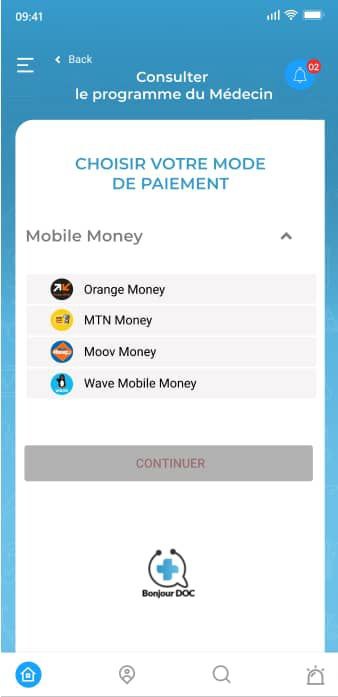 09:41
Back
02
Consulter
le programme du Médecin
CHOISIR VOTRE MODE
DE PAIEMENT
Mobile Money
Orange Money
MTN Money
Moov Money
Wave Mobile Money
CONTINUER
Bonjour DOC